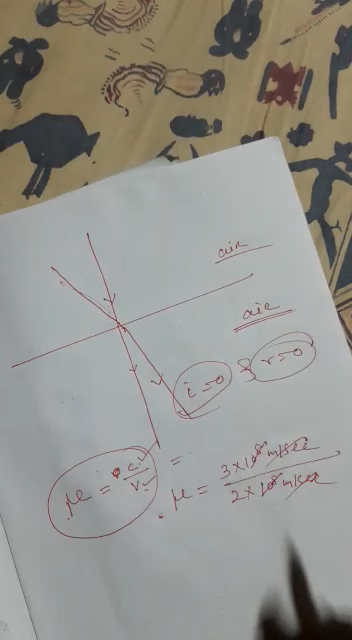 air
air
i=0 } r=0
μ = c/v =
μ = 3×10⁸ m/sec / 2×10⁸ m/sec